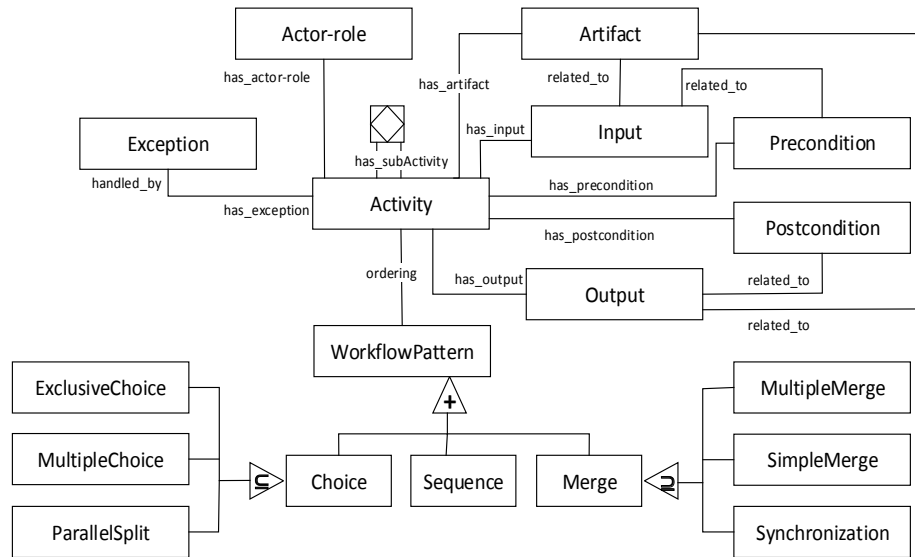 Actor-role
Artifact
has_actor-role
has_artifact
related_to
related_to
Exception
has_input
Input
Precondition
has_subActivity
handled_by
has_precondition
has_exception
Activity
Postcondition
has_postcondition
ordering
has_output
Output
related_to
related_to
WorkflowPattern
+
ExclusiveChoice
MultipleMerge
MultipleChoice
⊆
Choice
Sequence
Merge
⊇
SimpleMerge
ParallelSplit
Synchronization